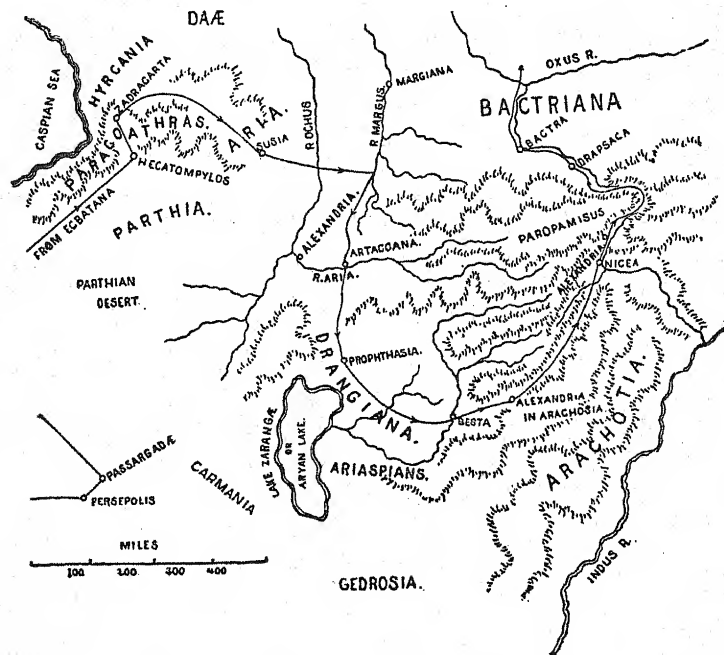 DAÆ
OXUS R.
CASPIAN SEA
HYRCANIA
ADRACARTA
PARACOATHRAS.
ARIA.
R. OCHUS
R. MARGUS.
MARGIANA
BACTRIANA
BACTRA
DRAPSACA
SUSIA
HECATOMPYLOS
FROM ECBATANA
PARTHIA.
ALEXANDRIA.
ARTACOANA.
R. ARIA.
PAROPAMISUS
ALEXANDRIA
NICEA
PARTHIAN
DESERT.
PROPHTHASIA.
DRANGIANA.
ALEXANDRIA
IN ARACHOSIA.
BESTA
ARACHOTIA.
LAKE ZARANGÆ
OR
ARYAN LAKE.
ARIASPIANS.
PASSARGADÆ
PERSEPOLIS
CARMANIA
MILES
100 200 300 400
GEDROSIA.
INDUS R.